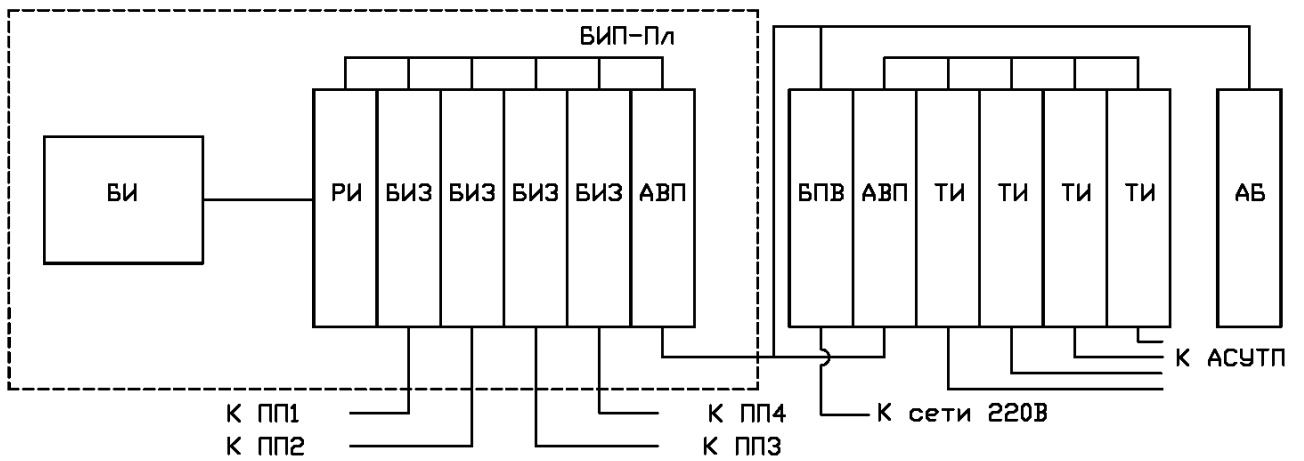 БИП-Пл
БИ
РИ БИЗ БИЗ БИЗ БИЗ АВП
БПВ АВП ТИ ТИ ТИ ТИ
АБ
К АСУТП
К ПП1
К ПП4
К сети 220В
К ПП2
К ПП3